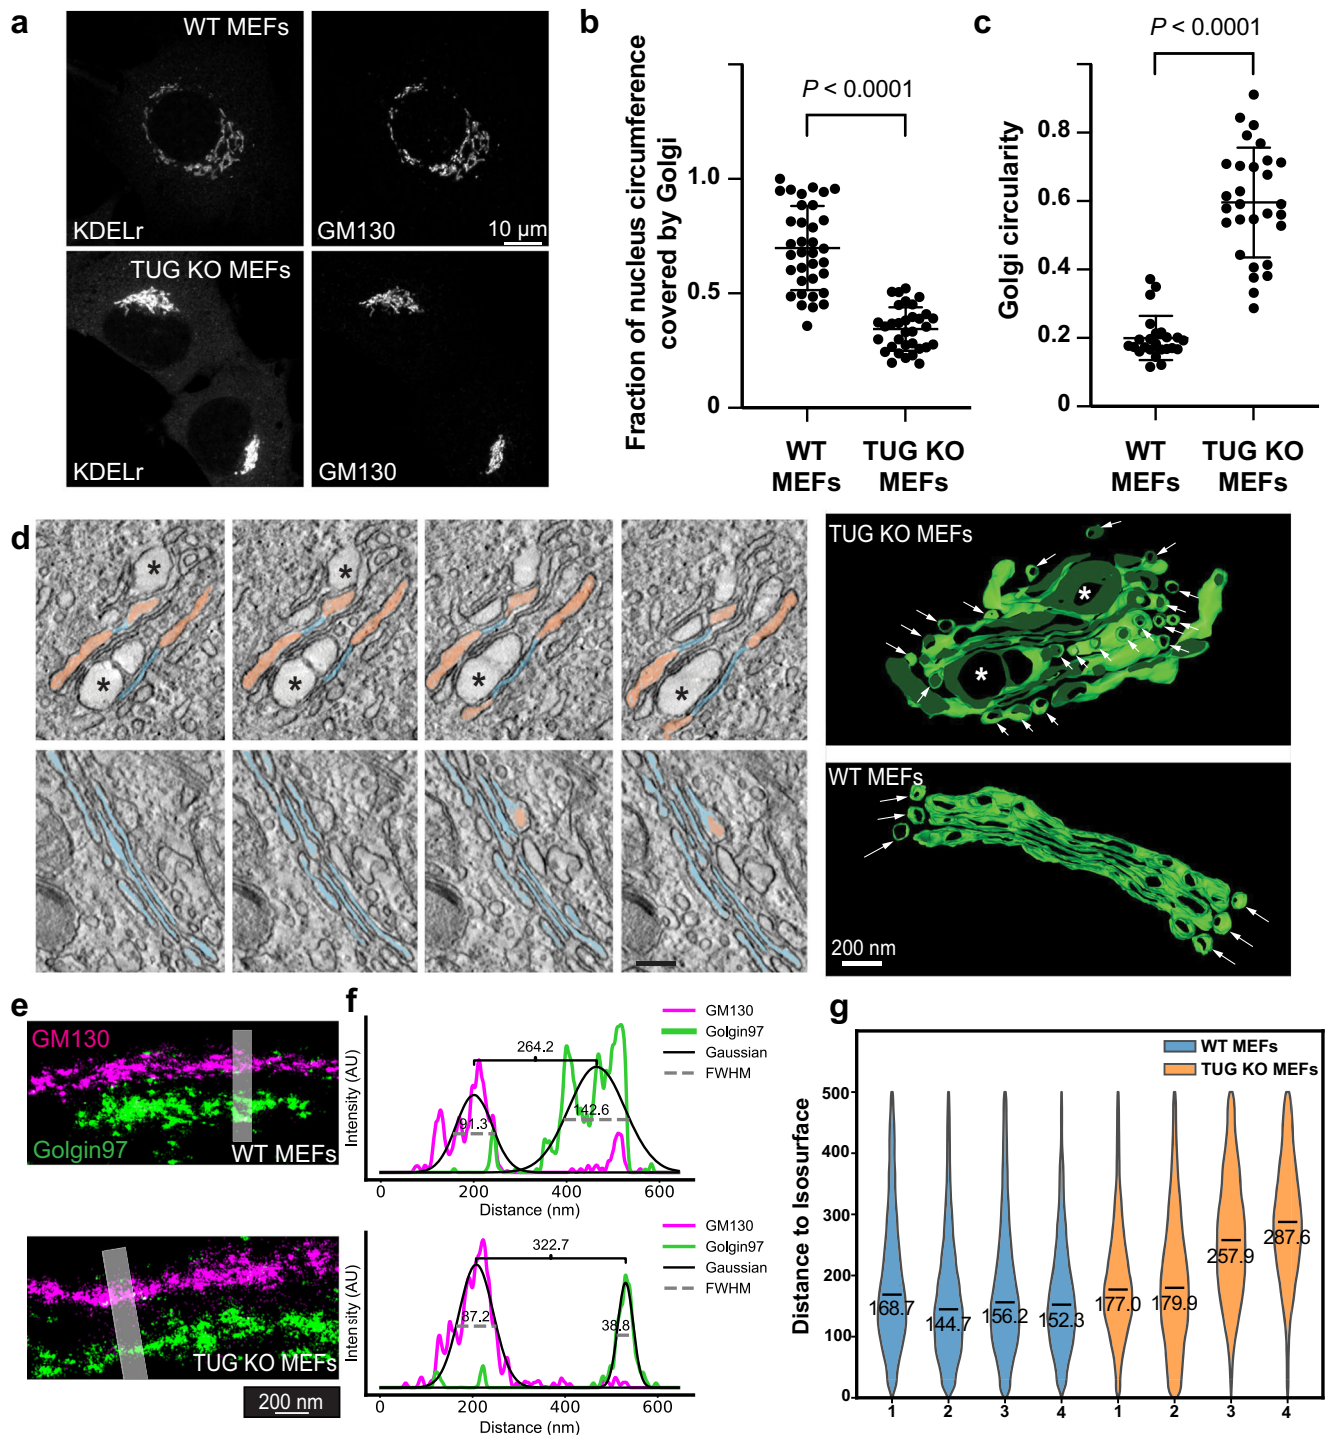 a
WT MEFs
KDELr
GM130
10 µm
TUG KO MEFs
KDELr
GM130
b
P < 0.0001
Fraction of nucleus circumference
covered by Golgi
1.0
0.5
0
WT
MEFs
TUG KO
MEFs
c
P < 0.0001
Golgi circularity
0.8
0.6
0.4
0.2
0
WT
MEFs
TUG KO
MEFs
d
* * * *
* *
TUG KO MEFs
*
*
WT MEFs
200 nm
e
GM130
Golgin97
WT MEFs
TUG KO MEFs
200 nm
f
GM130
Golgin97
Gaussian
FWHM
264.2
142.6
91.3
Intensity (AU)
0 200 400 600
Distance (nm)
GM130
Golgin97
Gaussian
FWHM
322.7
87.2
38.8
Intensity (AU)
0 200 400 600
Distance (nm)
g
WT MEFs
TUG KO MEFs
Distance to Isosurface
500
400
300
200
100
0
168.7
144.7
156.2
152.3
177.0
179.9
257.9
287.6
1 2 3 4 1 2 3 4